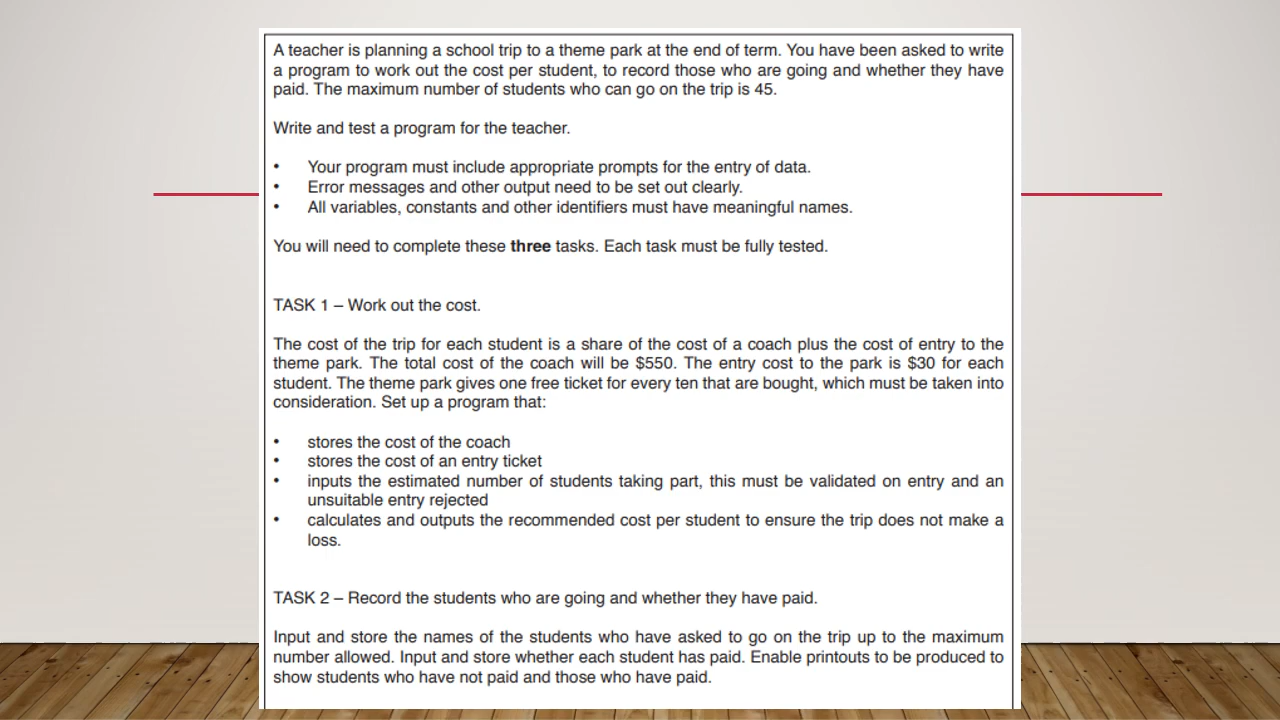 A teacher is planning a school trip to a theme park at the end of term. You have been asked to write
a program to work out the cost per student, to record those who are going and whether they have
paid. The maximum number of students who can go on the trip is 45.
Write and test a program for the teacher.
• Your program must include appropriate prompts for the entry of data.
• Error messages and other output need to be set out clearly.
• All variables, constants and other identifiers must have meaningful names.
You will need to complete these three tasks. Each task must be fully tested.
TASK 1 – Work out the cost.
The cost of the trip for each student is a share of the cost of a coach plus the cost of entry to the
theme park. The total cost of the coach will be $550. The entry cost to the park is $30 for each
student. The theme park gives one free ticket for every ten that are bought, which must be taken into
consideration. Set up a program that:
• stores the cost of the coach
• stores the cost of an entry ticket
• inputs the estimated number of students taking part, this must be validated on entry and an
unsuitable entry rejected
• calculates and outputs the recommended cost per student to ensure the trip does not make a
loss.
TASK 2 – Record the students who are going and whether they have paid.
Input and store the names of the students who have asked to go on the trip up to the maximum
number allowed. Input and store whether each student has paid. Enable printouts to be produced to
show students who have not paid and those who have paid.